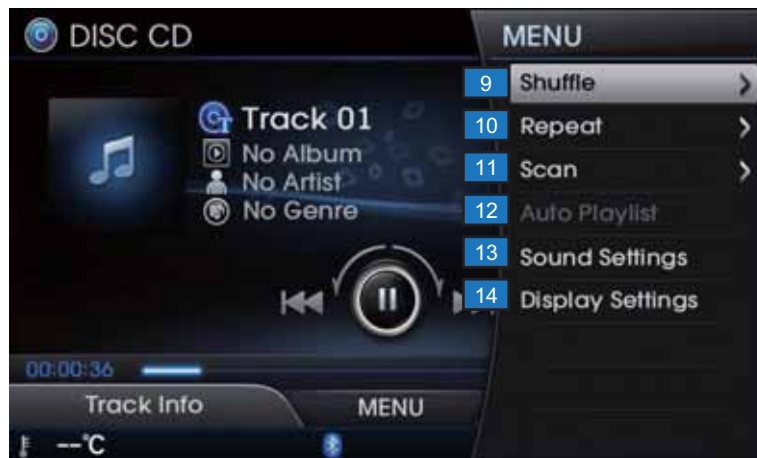 DISC CD
Track 01
No Album
No Artist
No Genre
00:00:36
Track Info
MENU
--°C
MENU
9 Shuffle
10 Repeat
11 Scan
12 Auto Playlist
13 Sound Settings
14 Display Settings